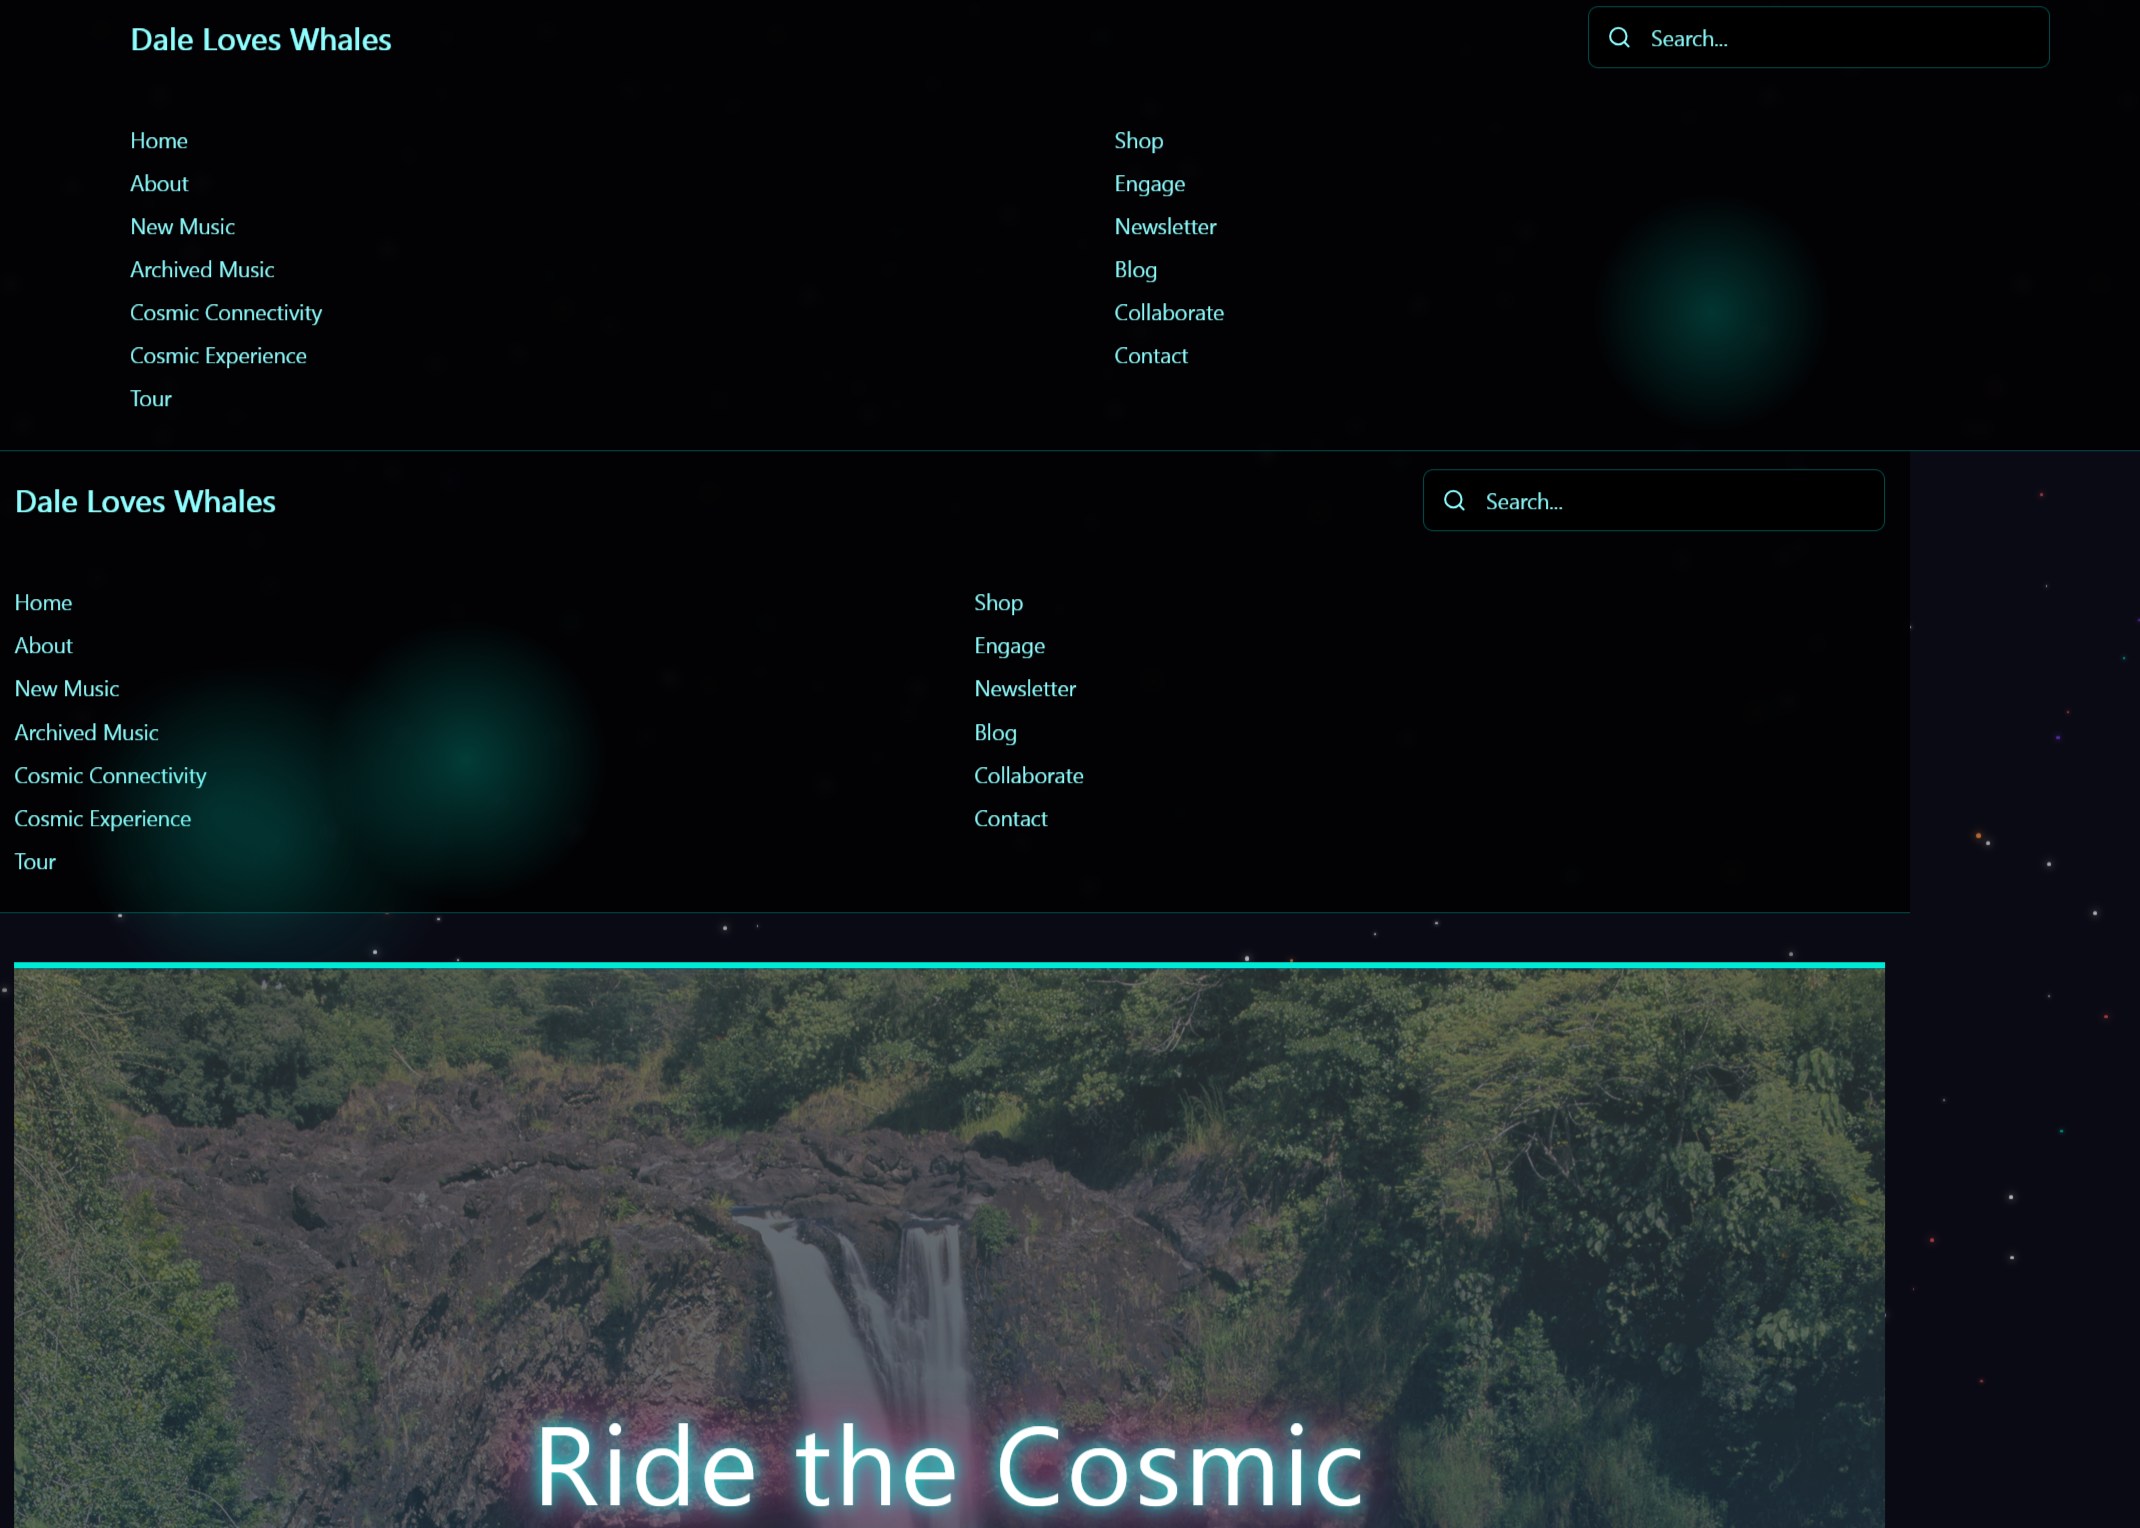 Dale Loves Whales
Search...
Home
About
New Music
Archived Music
Cosmic Connectivity
Cosmic Experience
Tour
Shop
Engage
Newsletter
Blog
Collaborate
Contact
Dale Loves Whales
Search...
Home
About
New Music
Archived Music
Cosmic Connectivity
Cosmic Experience
Tour
Shop
Engage
Newsletter
Blog
Collaborate
Contact
Ride the Cosmic